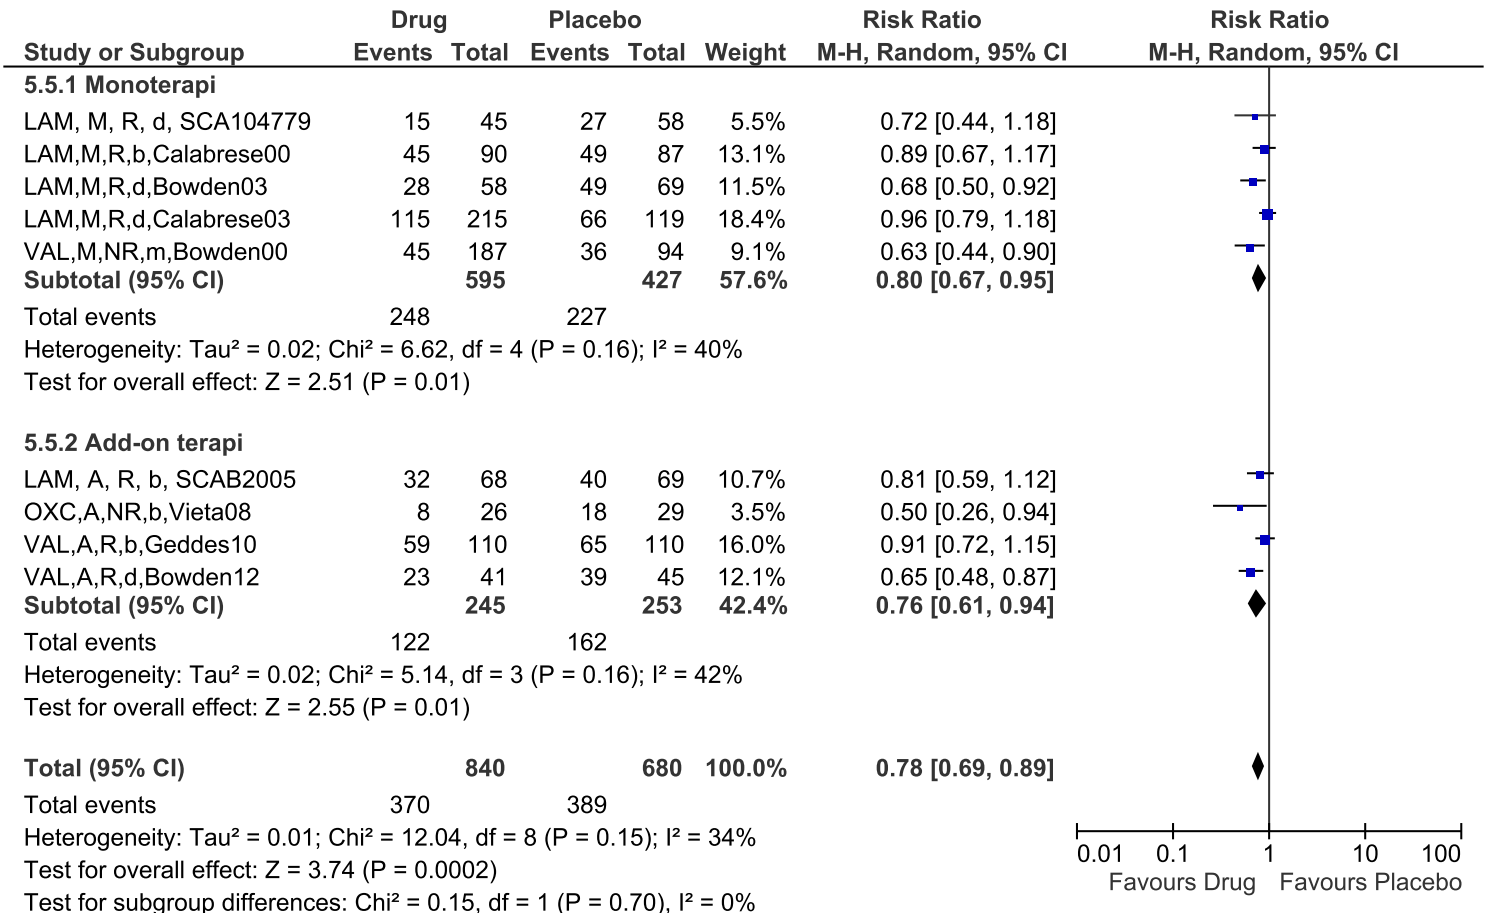 Drug Placebo Risk Ratio Risk Ratio
Study or Subgroup Events Total Events Total Weight M-H, Random, 95% CI M-H, Random, 95% CI
5.5.1 Monoterapi
LAM, M, R, d, SCA104779 15 45 27 58 5.5% 0.72 [0.44, 1.18]
LAM,M,R,b,Calabrese00 45 90 49 87 13.1% 0.89 [0.67, 1.17]
LAM,M,R,d,Bowden03 28 58 49 69 11.5% 0.68 [0.50, 0.92]
LAM,M,R,d,Calabrese03 115 215 66 119 18.4% 0.96 [0.79, 1.18]
VAL,M,NR,m,Bowden00 45 187 36 94 9.1% 0.63 [0.44, 0.90]
Subtotal (95% CI) 595 427 57.6% 0.80 [0.67, 0.95]
Total events 248 227
Heterogeneity: Tau² = 0.02; Chi² = 6.62, df = 4 (P = 0.16); I² = 40%
Test for overall effect: Z = 2.51 (P = 0.01)
5.5.2 Add-on terapi
LAM, A, R, b, SCAB2005 32 68 40 69 10.7% 0.81 [0.59, 1.12]
OXC,A,NR,b,Vieta08 8 26 18 29 3.5% 0.50 [0.26, 0.94]
VAL,A,R,b,Geddes10 59 110 65 110 16.0% 0.91 [0.72, 1.15]
VAL,A,R,d,Bowden12 23 41 39 45 12.1% 0.65 [0.48, 0.87]
Subtotal (95% CI) 245 253 42.4% 0.76 [0.61, 0.94]
Total events 122 162
Heterogeneity: Tau² = 0.02; Chi² = 5.14, df = 3 (P = 0.16); I² = 42%
Test for overall effect: Z = 2.55 (P = 0.01)
Total (95% CI) 840 680 100.0% 0.78 [0.69, 0.89]
Total events 370 389
Heterogeneity: Tau² = 0.01; Chi² = 12.04, df = 8 (P = 0.15); I² = 34%
Test for overall effect: Z = 3.74 (P = 0.0002)
Test for subgroup differences: Chi² = 0.15, df = 1 (P = 0.70), I² = 0%
0.01 0.1 1 10 100
Favours Drug Favours Placebo